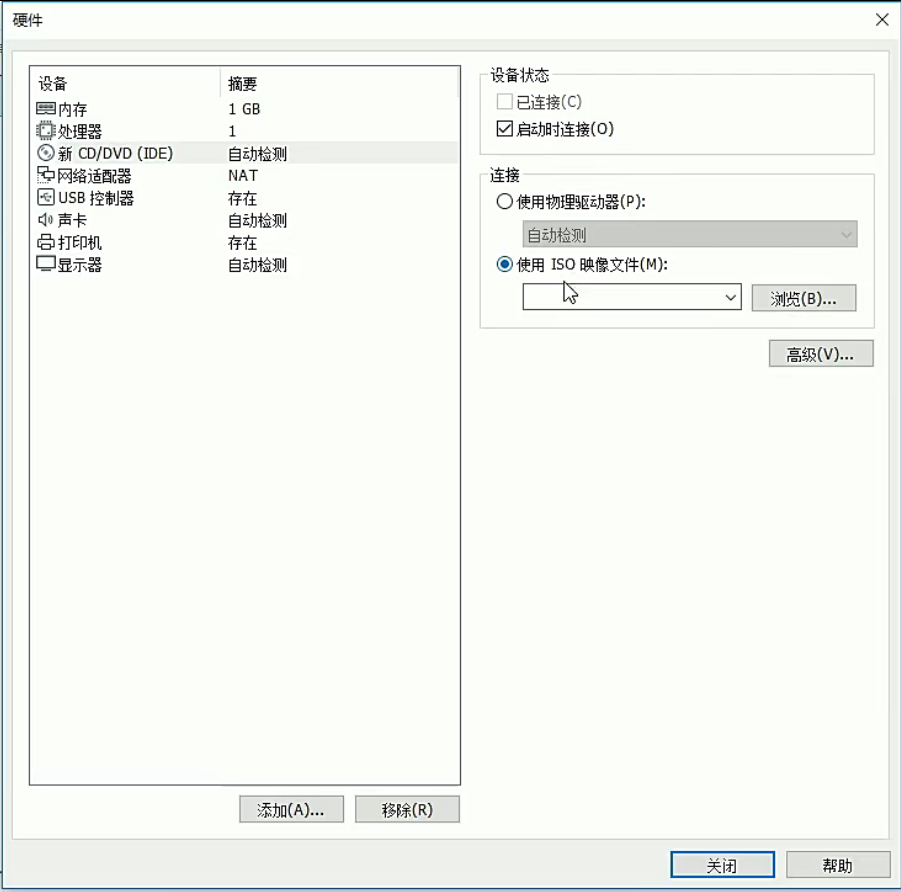 硬件
设备 摘要
内存 1 GB
处理器 1
新 CD/DVD (IDE) 自动检测
网络适配器 NAT
USB 控制器 存在
声卡 自动检测
打印机 存在
显示器 自动检测
添加(A)... 移除(R)
设备状态
已连接(C)
启动时连接(O)
连接
使用物理驱动器(P):
自动检测
使用 ISO 映像文件(M):
浏览(B)...
高级(V)...
关闭 帮助